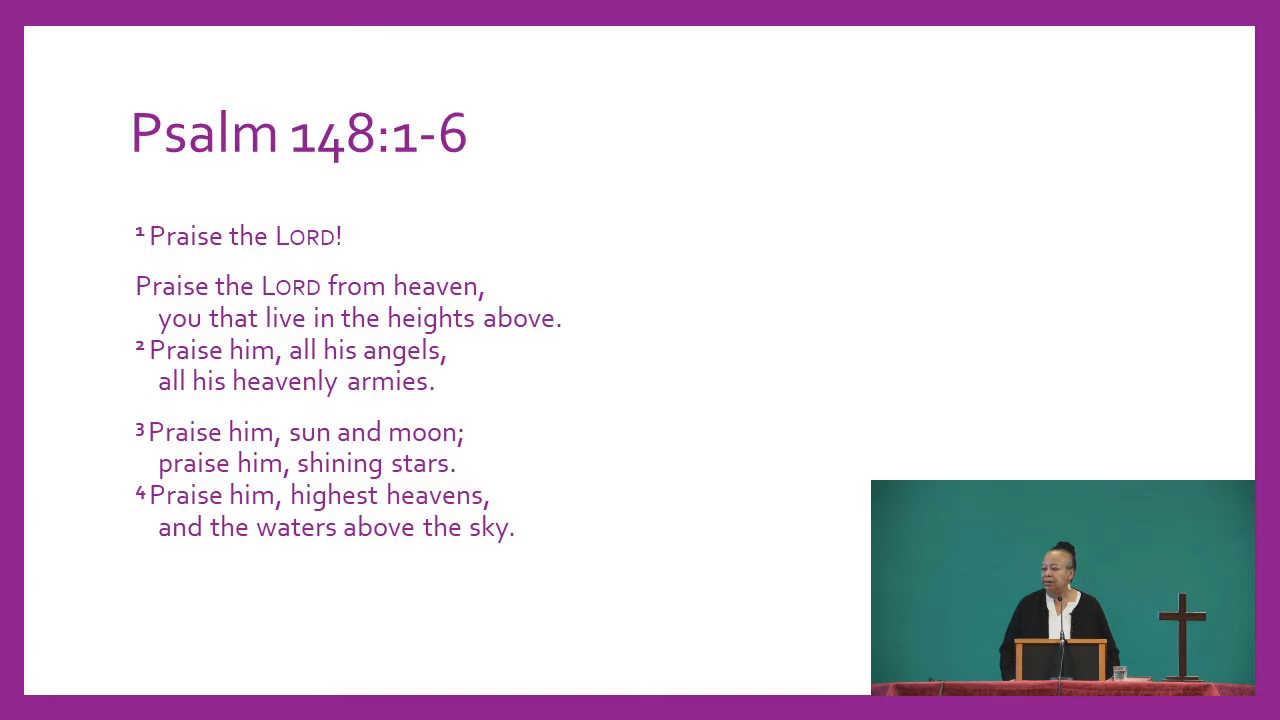 Psalm 148:1-6
1 Praise the LORD!
Praise the LORD from heaven,
you that live in the heights above.
2 Praise him, all his angels,
all his heavenly armies.
3 Praise him, sun and moon;
praise him, shining stars.
4 Praise him, highest heavens,
and the waters above the sky.